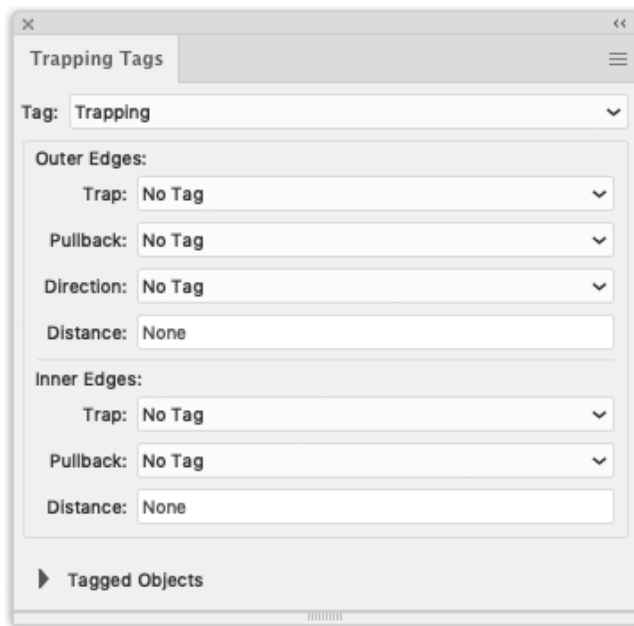 Trapping Tags
Tag: Trapping
Outer Edges:
Trap: No Tag
Pullback: No Tag
Direction: No Tag
Distance: None
Inner Edges:
Trap: No Tag
Pullback: No Tag
Distance: None
Tagged Objects